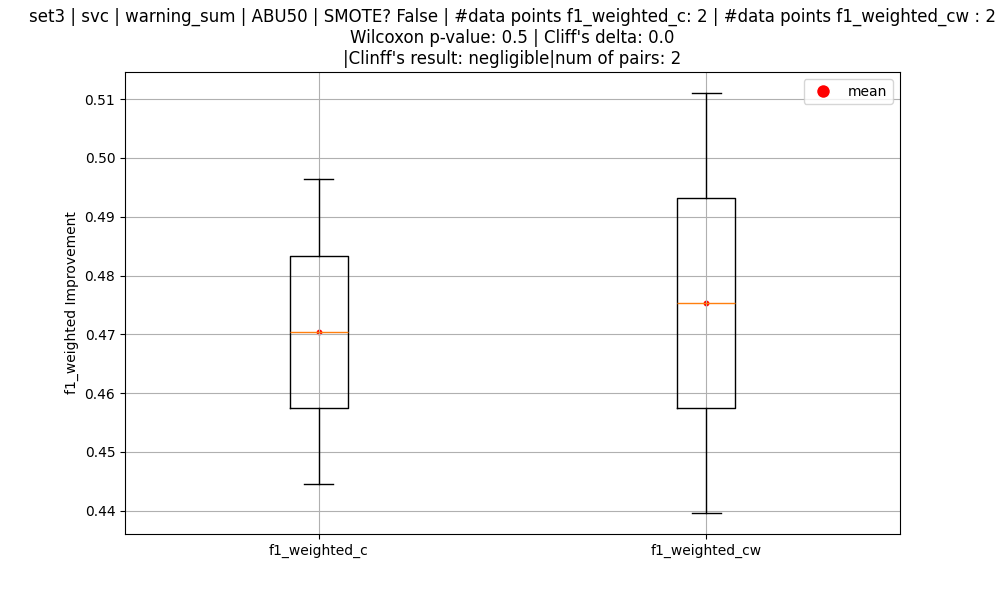 set3 | svc | warning_sum | ABU50 | SMOTE? False | #data points f1_weighted_c: 2 | #data points f1_weighted_cw : 2
Wilcoxon p-value: 0.5 | Cliff's delta: 0.0
|Clinff's result: negligible|num of pairs: 2
mean
0.51
0.50
0.49
0.48
0.47
0.46
0.45
0.44
f1_weighted Improvement
f1_weighted_c
f1_weighted_cw